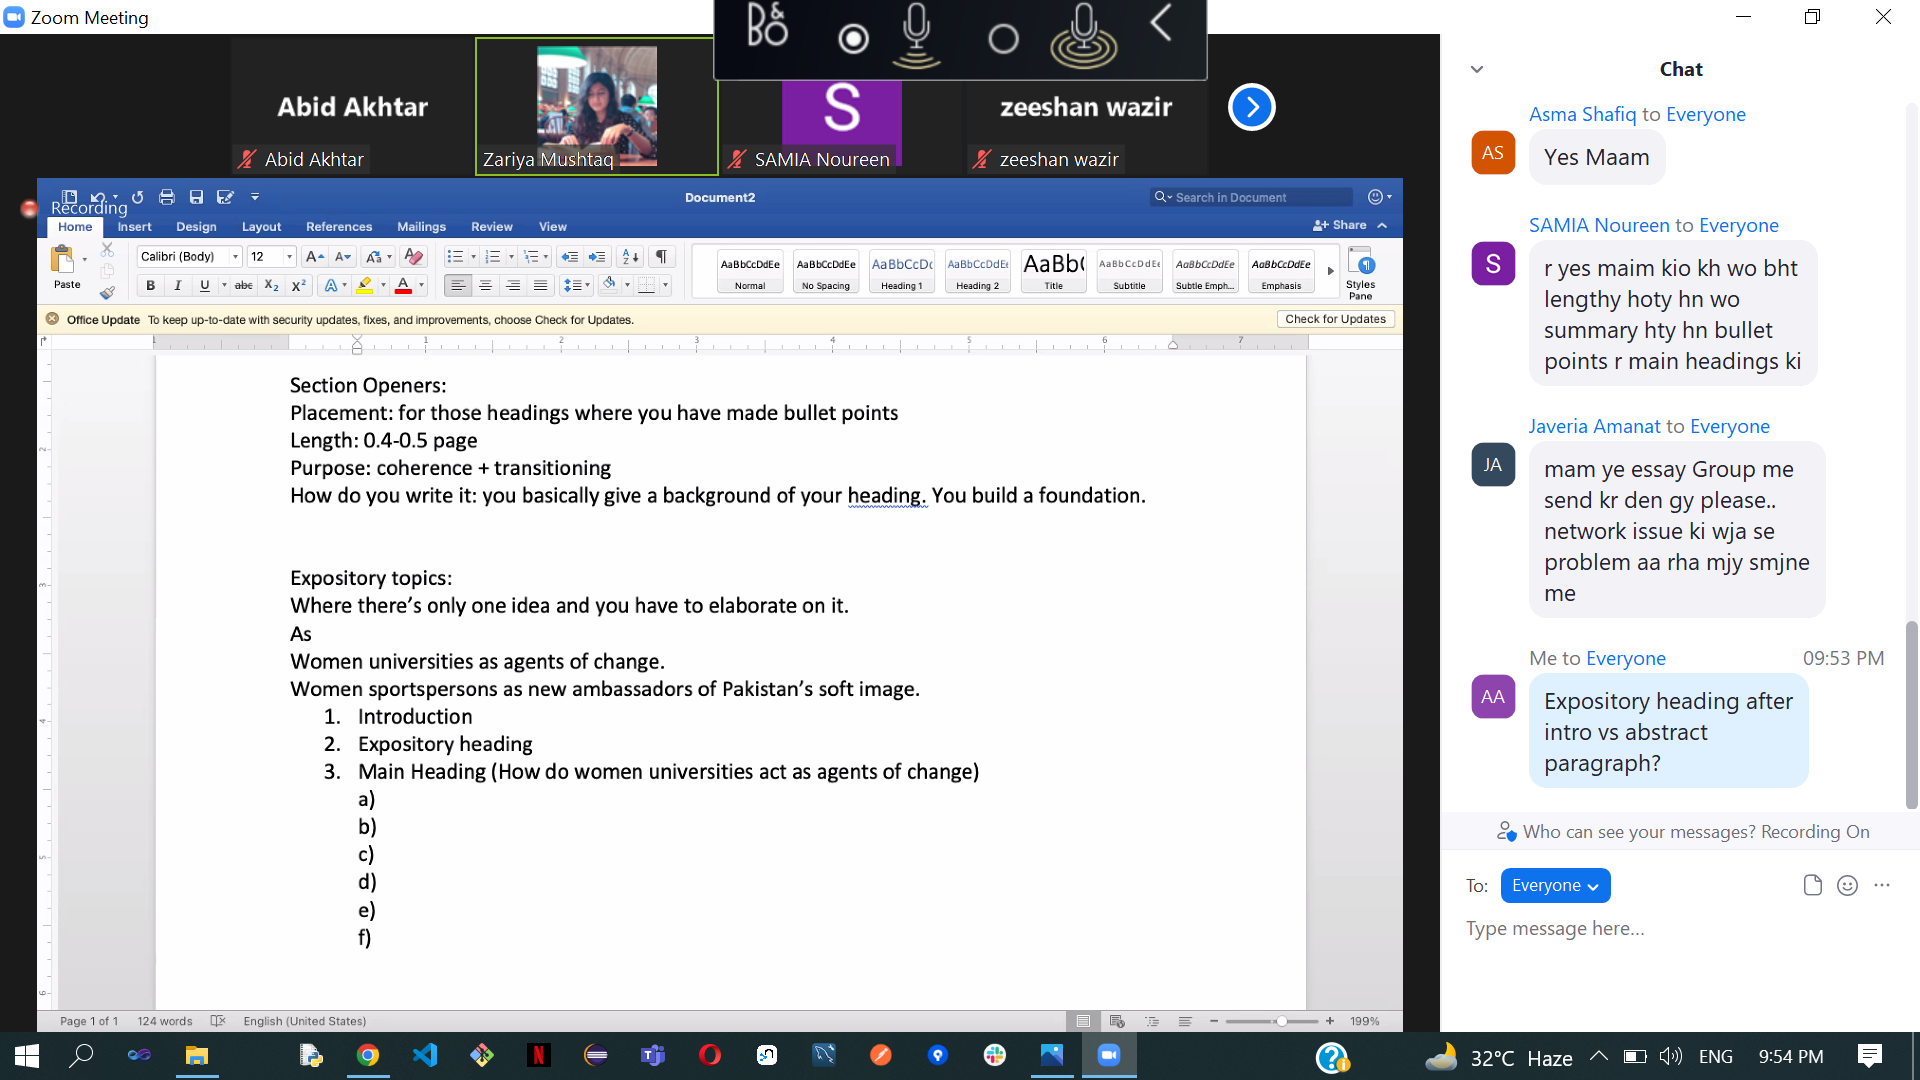 Zoom Meeting
B&O
Abid Akhtar
zeeshan wazir
S
Abid Akhtar
Zariya Mushtaq
SAMIA Noureen
zeeshan wazir
Recording
Document2
Search in Document
Home
Insert
Design
Layout
References
Mailings
Review
View
Share
Paste
Calibri (Body)
12
AaBbCcDdEe
Normal
AaBbCcDdEe
No Spacing
AaBbCcDc
Heading 1
AaBbCcDdEe
Heading 2
AaBb(
Title
AaBbCcDdEe
Subtitle
AaBbCcDdEe
Subtle Emph...
AaBbCcDdEe
Emphasis
Styles
Pane
Office Update To keep up-to-date with security updates, fixes, and improvements, choose Check for Updates.
Check for Updates
Section Openers:
Placement: for those headings where you have made bullet points
Length: 0.4-0.5 page
Purpose: coherence + transitioning
How do you write it: you basically give a background of your heading. You build a foundation.
Expository topics:
Where there’s only one idea and you have to elaborate on it.
As
Women universities as agents of change.
Women sportspersons as new ambassadors of Pakistan’s soft image.
1. Introduction
2. Expository heading
3. Main Heading (How do women universities act as agents of change)
a)
b)
c)
d)
e)
f)
Page 1 of 1
124 words
English (United States)
199%
Chat
Asma Shafiq to Everyone
AS
Yes Maam
SAMIA Noureen to Everyone
S
r yes maim kio kh wo bht
lengthy hoty hn wo
summary hty hn bullet
points r main headings ki
Javeria Amanat to Everyone
JA
mam ye essay Group me
send kr den gy please..
network issue ki wja se
problem aa rha mjy smjne
me
Me to Everyone
09:53 PM
AA
Expository heading after
intro vs abstract
paragraph?
Who can see your messages? Recording On
To: Everyone
Type message here...
32°C Haze
ENG
9:54 PM